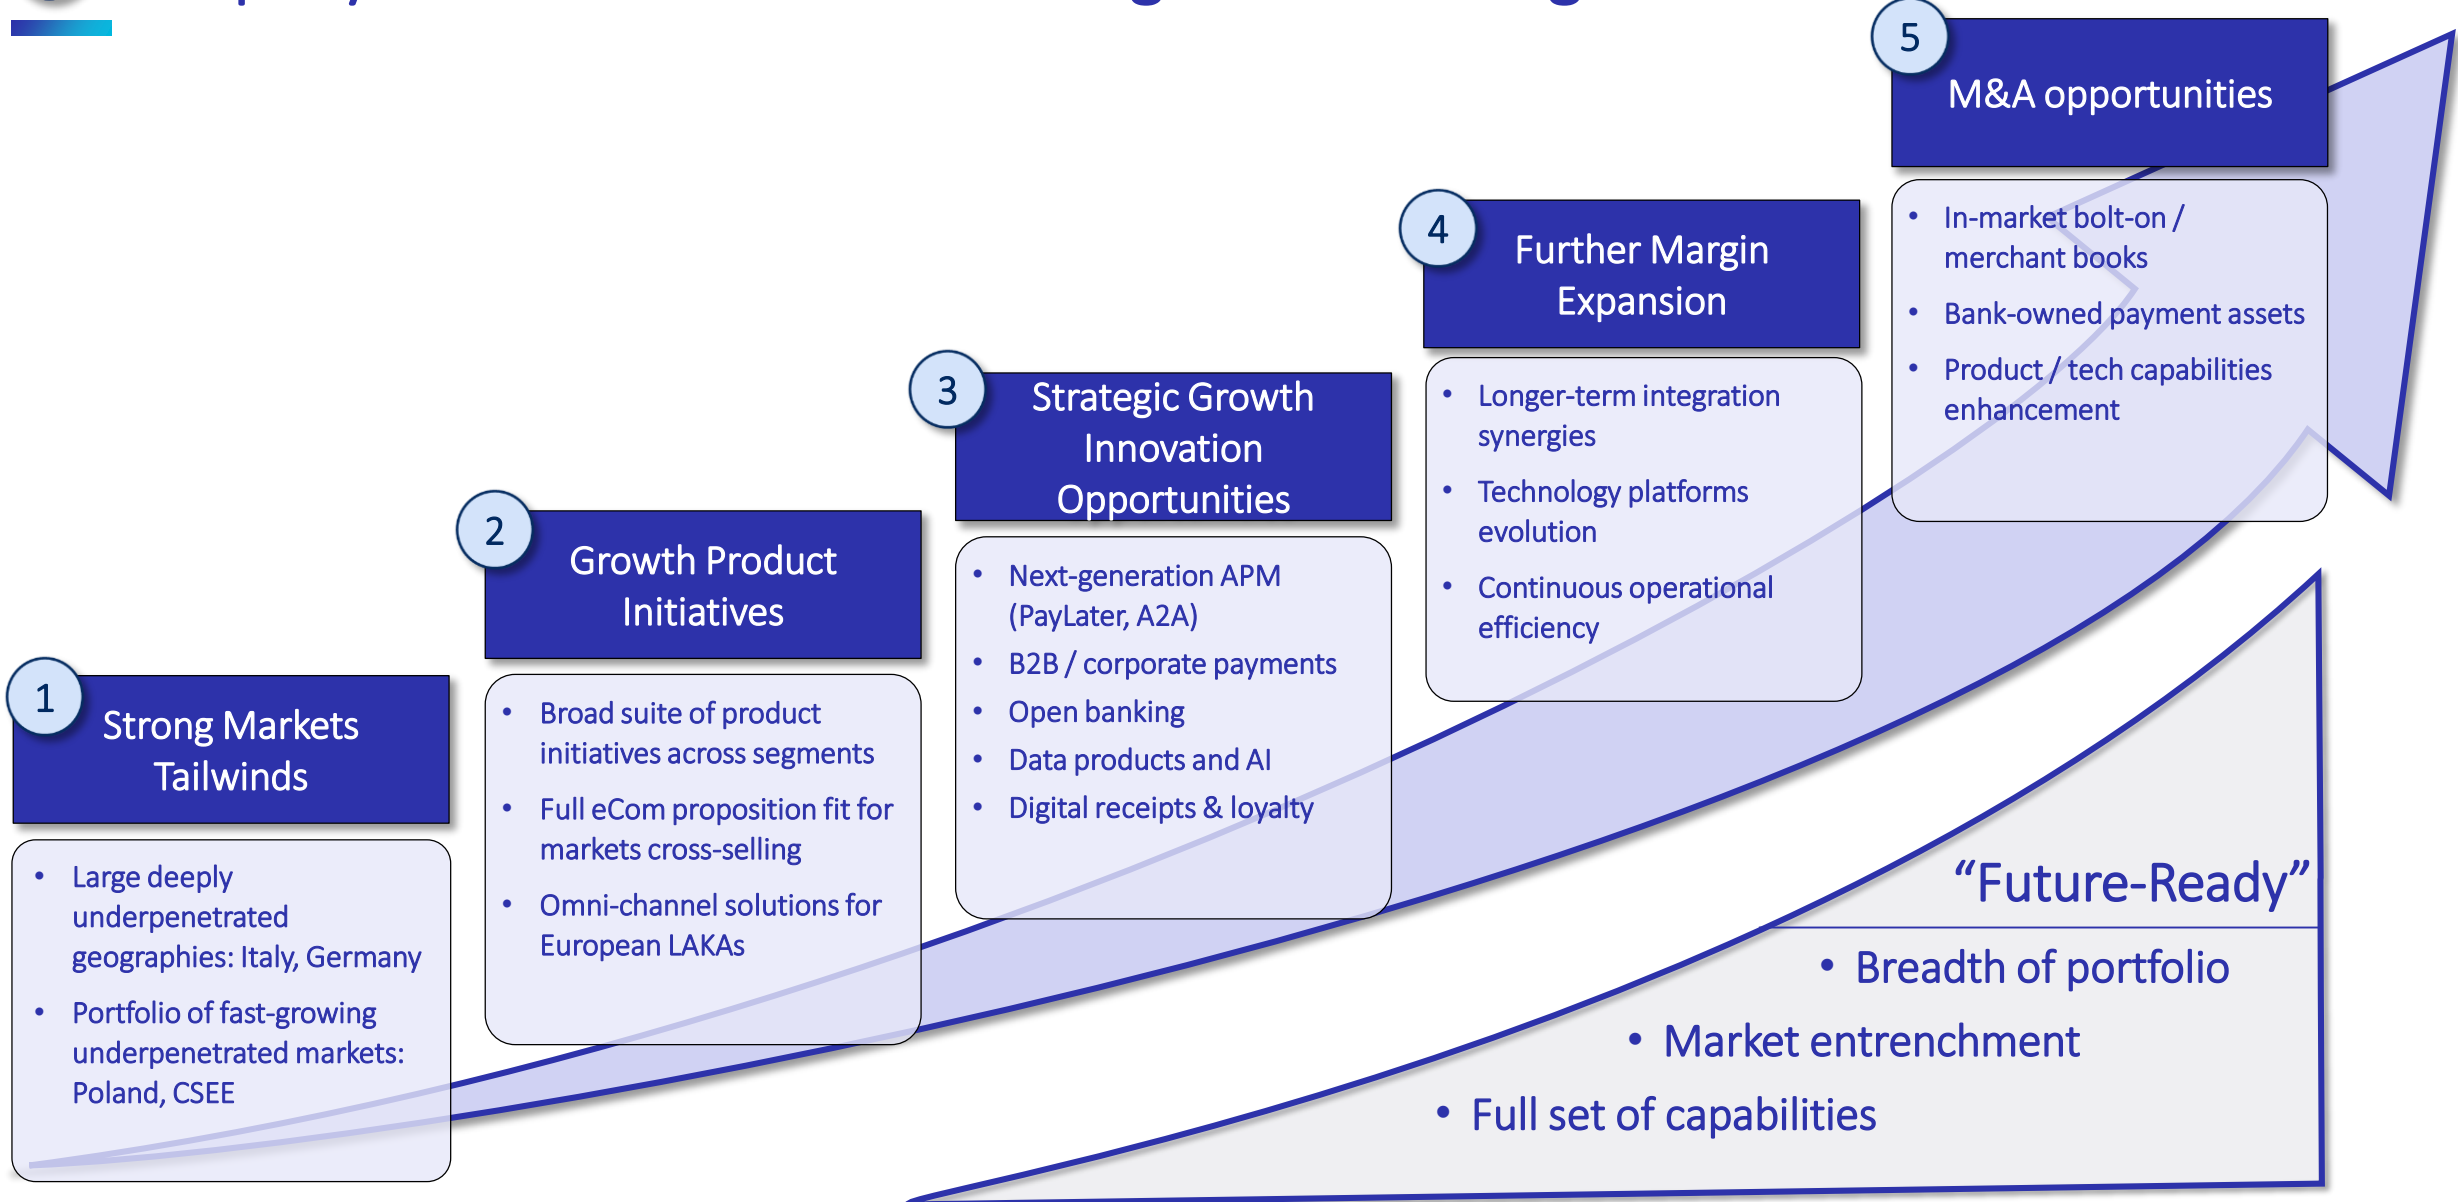 1
Strong Markets
Tailwinds
• Large deeply
underpenetrated
geographies: Italy, Germany
• Portfolio of fast-growing
underpenetrated markets:
Poland, CSEE
2
Growth Product
Initiatives
• Broad suite of product
initiatives across segments
• Full eCom proposition fit for
markets cross-selling
• Omni-channel solutions for
European LAKAs
3
Strategic Growth
Innovation
Opportunities
• Next-generation APM
(PayLater, A2A)
• B2B / corporate payments
• Open banking
• Data products and AI
• Digital receipts & loyalty
4
Further Margin
Expansion
• Longer-term integration
synergies
• Technology platforms
evolution
• Continuous operational
efficiency
5
M&A opportunities
• In-market bolt-on /
merchant books
• Bank-owned payment assets
• Product / tech capabilities
enhancement
“Future-Ready”
• Breadth of portfolio
• Market entrenchment
• Full set of capabilities